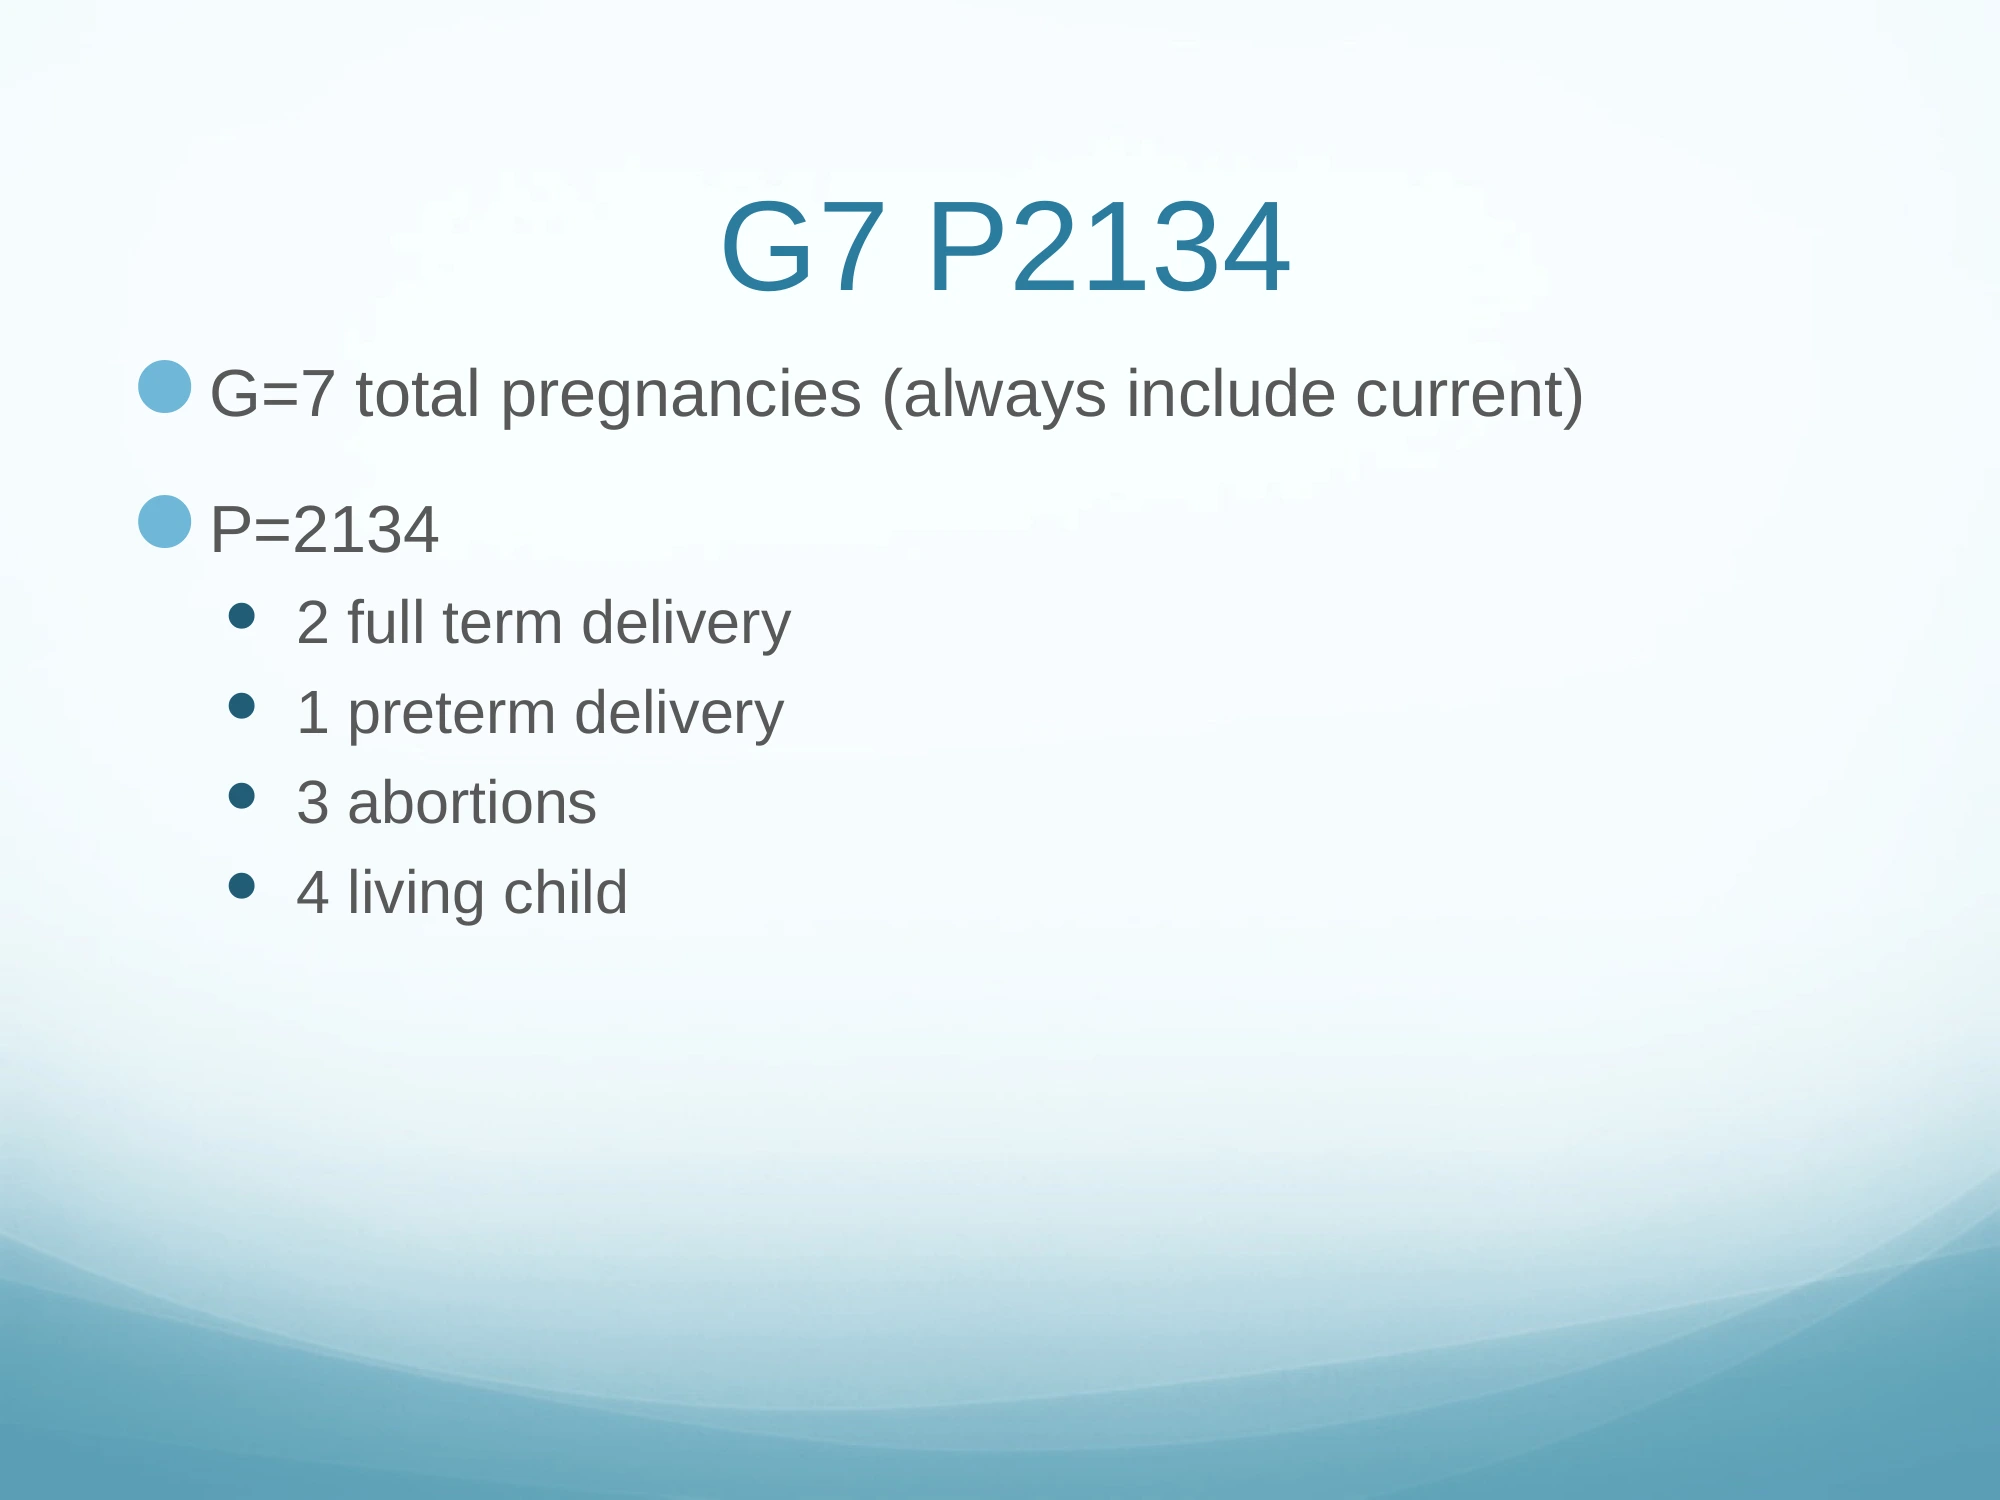 G7 P2134
G=7 total pregnancies (always include current)
P=2134
2 full term delivery
1 preterm delivery
3 abortions
4 living child